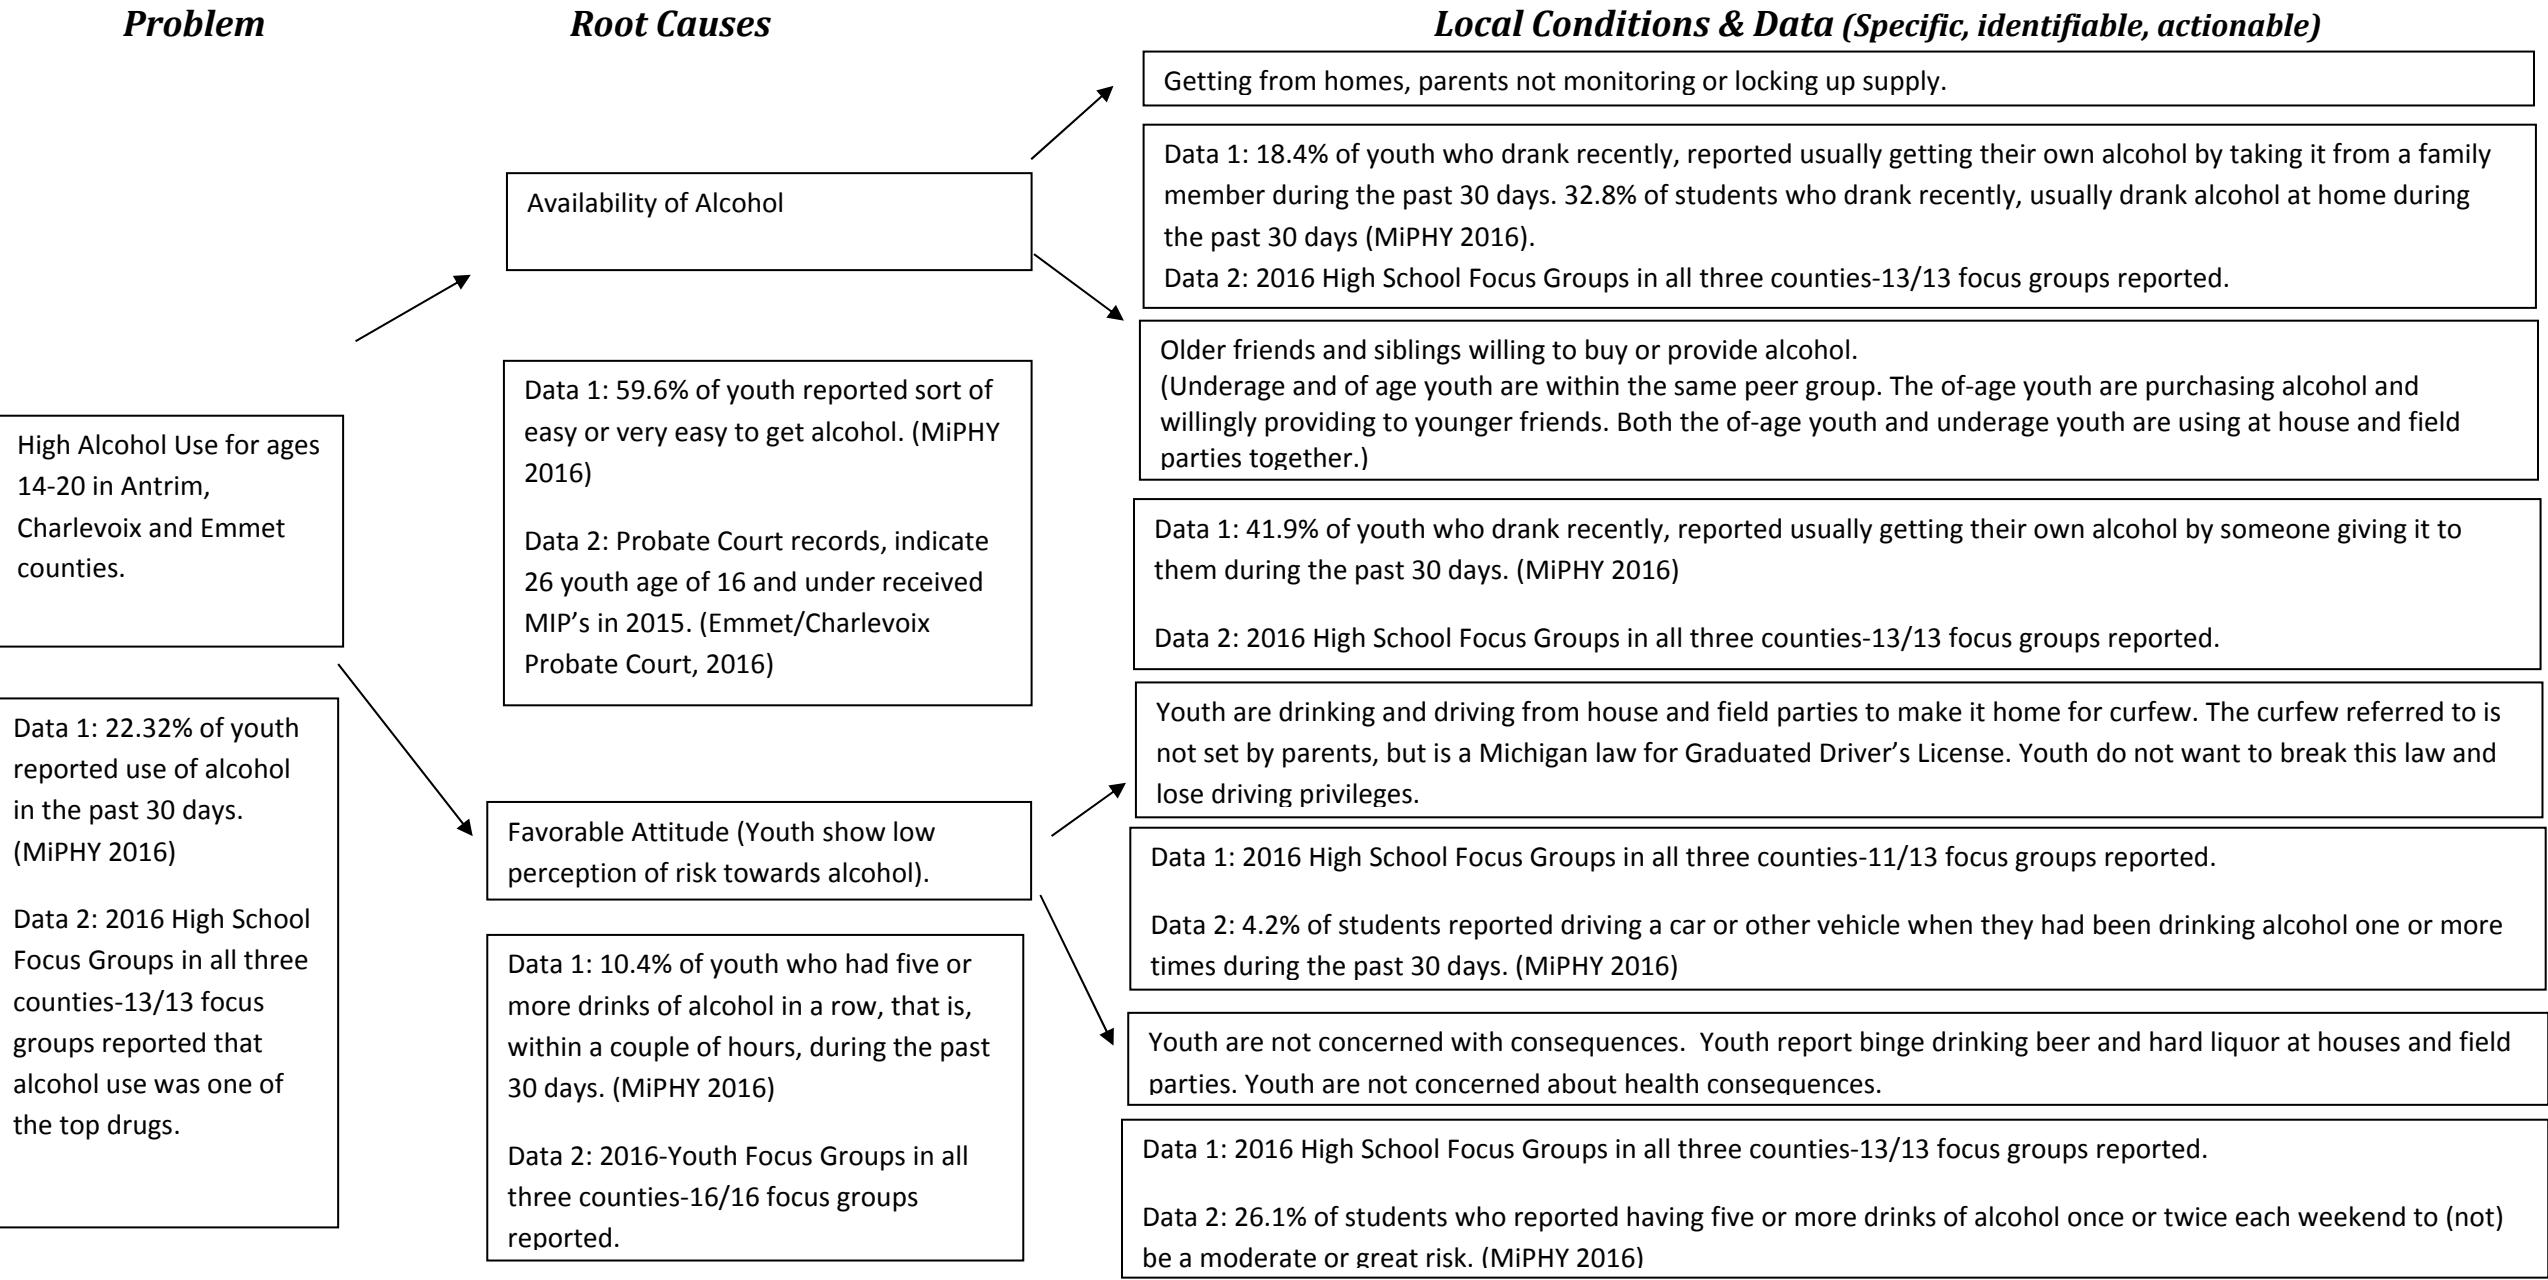 Problem
Root Causes
Local Conditions & Data (Specific, identifiable, actionable)
High Alcohol Use for ages
14-20 in Antrim,
Charlevoix and Emmet
counties.
Data 1: 22.32% of youth
reported use of alcohol
in the past 30 days.
(MiPHY 2016)
Data 2: 2016 High School
Focus Groups in all three
counties-13/13 focus
groups reported that
alcohol use was one of
the top drugs.
Availability of Alcohol
Data 1: 59.6% of youth reported sort of
easy or very easy to get alcohol. (MiPHY
2016)
Data 2: Probate Court records, indicate
26 youth age of 16 and under received
MIP’s in 2015. (Emmet/Charlevoix
Probate Court, 2016)
Favorable Attitude (Youth show low
perception of risk towards alcohol).
Data 1: 10.4% of youth who had five or
more drinks of alcohol in a row, that is,
within a couple of hours, during the past
30 days. (MiPHY 2016)
Data 2: 2016-Youth Focus Groups in all
three counties-16/16 focus groups
reported.
Getting from homes, parents not monitoring or locking up supply.
Data 1: 18.4% of youth who drank recently, reported usually getting their own alcohol by taking it from a family
member during the past 30 days. 32.8% of students who drank recently, usually drank alcohol at home during
the past 30 days (MiPHY 2016).
Data 2: 2016 High School Focus Groups in all three counties-13/13 focus groups reported.
Older friends and siblings willing to buy or provide alcohol.
(Underage and of age youth are within the same peer group. The of-age youth are purchasing alcohol and
willingly providing to younger friends. Both the of-age youth and underage youth are using at house and field
parties together.)
Data 1: 41.9% of youth who drank recently, reported usually getting their own alcohol by someone giving it to
them during the past 30 days. (MiPHY 2016)
Data 2: 2016 High School Focus Groups in all three counties-13/13 focus groups reported.
Youth are drinking and driving from house and field parties to make it home for curfew. The curfew referred to is
not set by parents, but is a Michigan law for Graduated Driver’s License. Youth do not want to break this law and
lose driving privileges.
Data 1: 2016 High School Focus Groups in all three counties-11/13 focus groups reported.
Data 2: 4.2% of students reported driving a car or other vehicle when they had been drinking alcohol one or more
times during the past 30 days. (MiPHY 2016)
Youth are not concerned with consequences.  Youth report binge drinking beer and hard liquor at houses and field
parties. Youth are not concerned about health consequences.
Data 1: 2016 High School Focus Groups in all three counties-13/13 focus groups reported.
Data 2: 26.1% of students who reported having five or more drinks of alcohol once or twice each weekend to (not)
be a moderate or great risk. (MiPHY 2016)